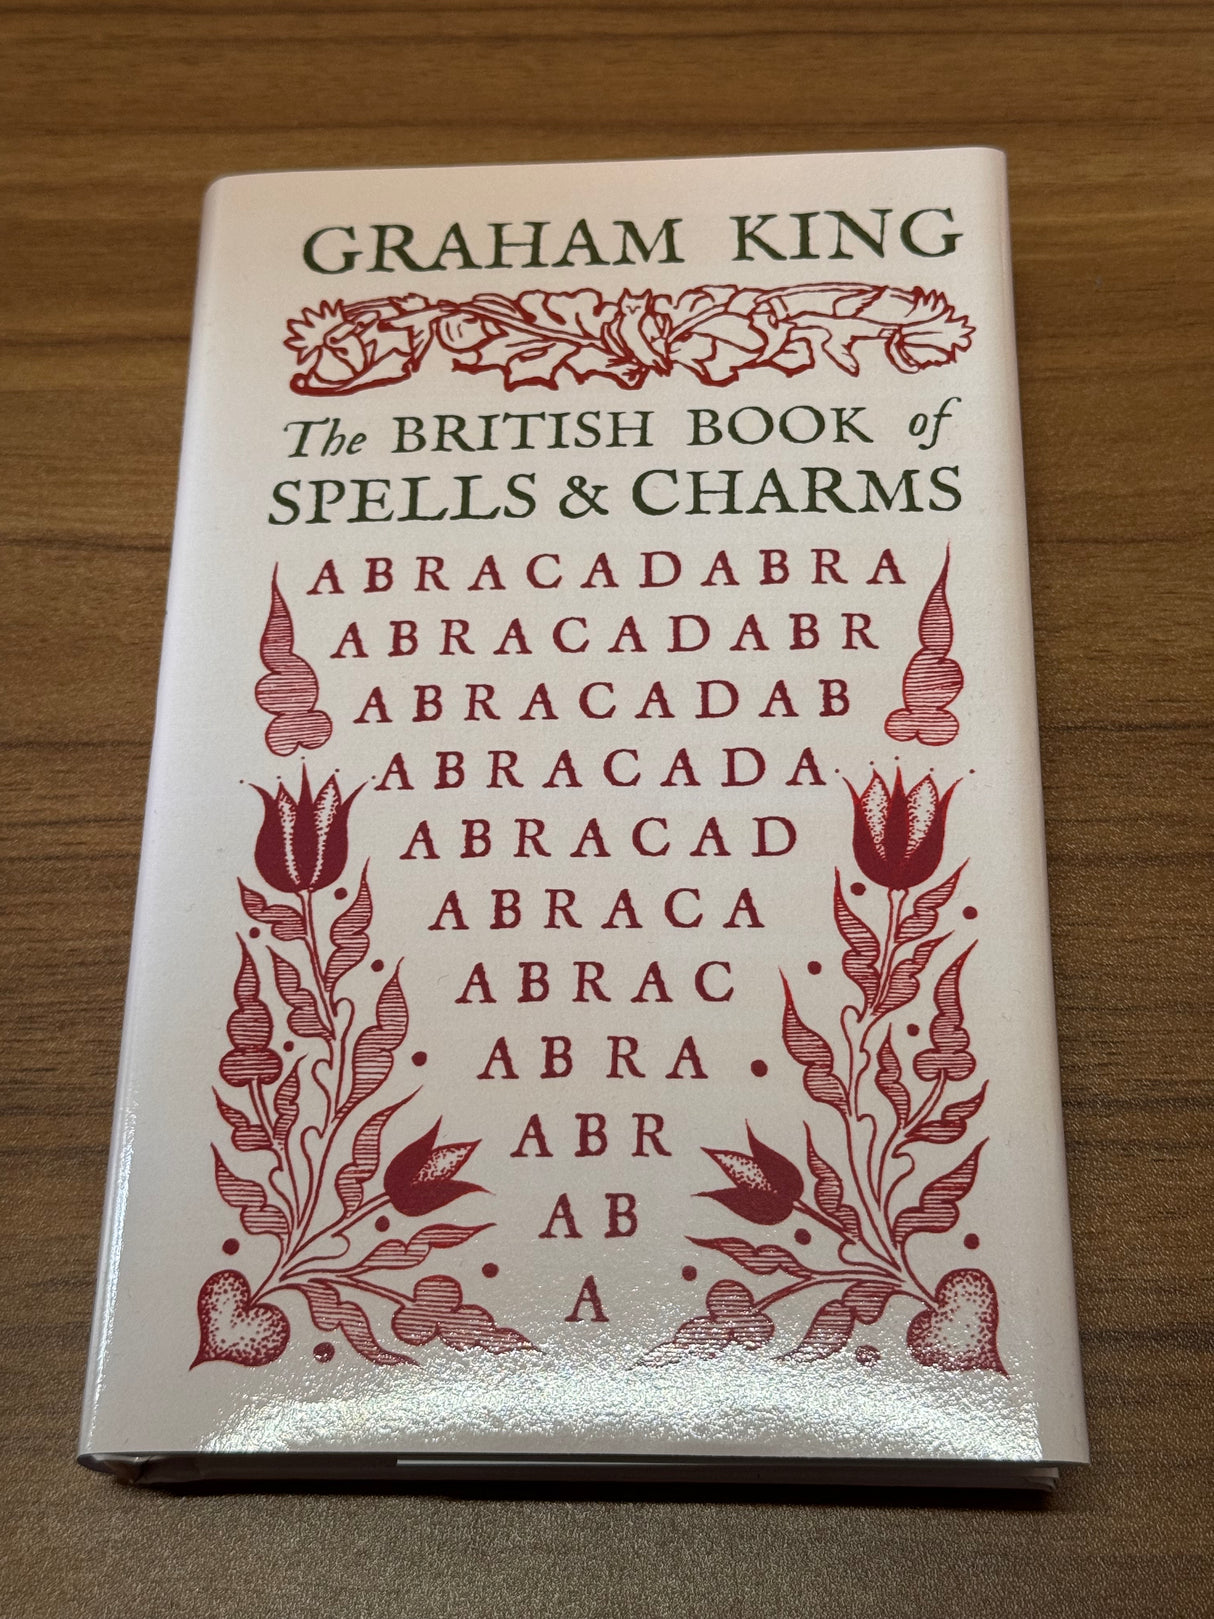 GRAHAM KING
The BRITISH BOOK of
SPELLS & CHARMS
ABRACADABRA
ABRACADABR
ABRACADAB
ABRACADA
ABRACAD
ABRACA
ABRAC
ABRA
ABR
AB
A